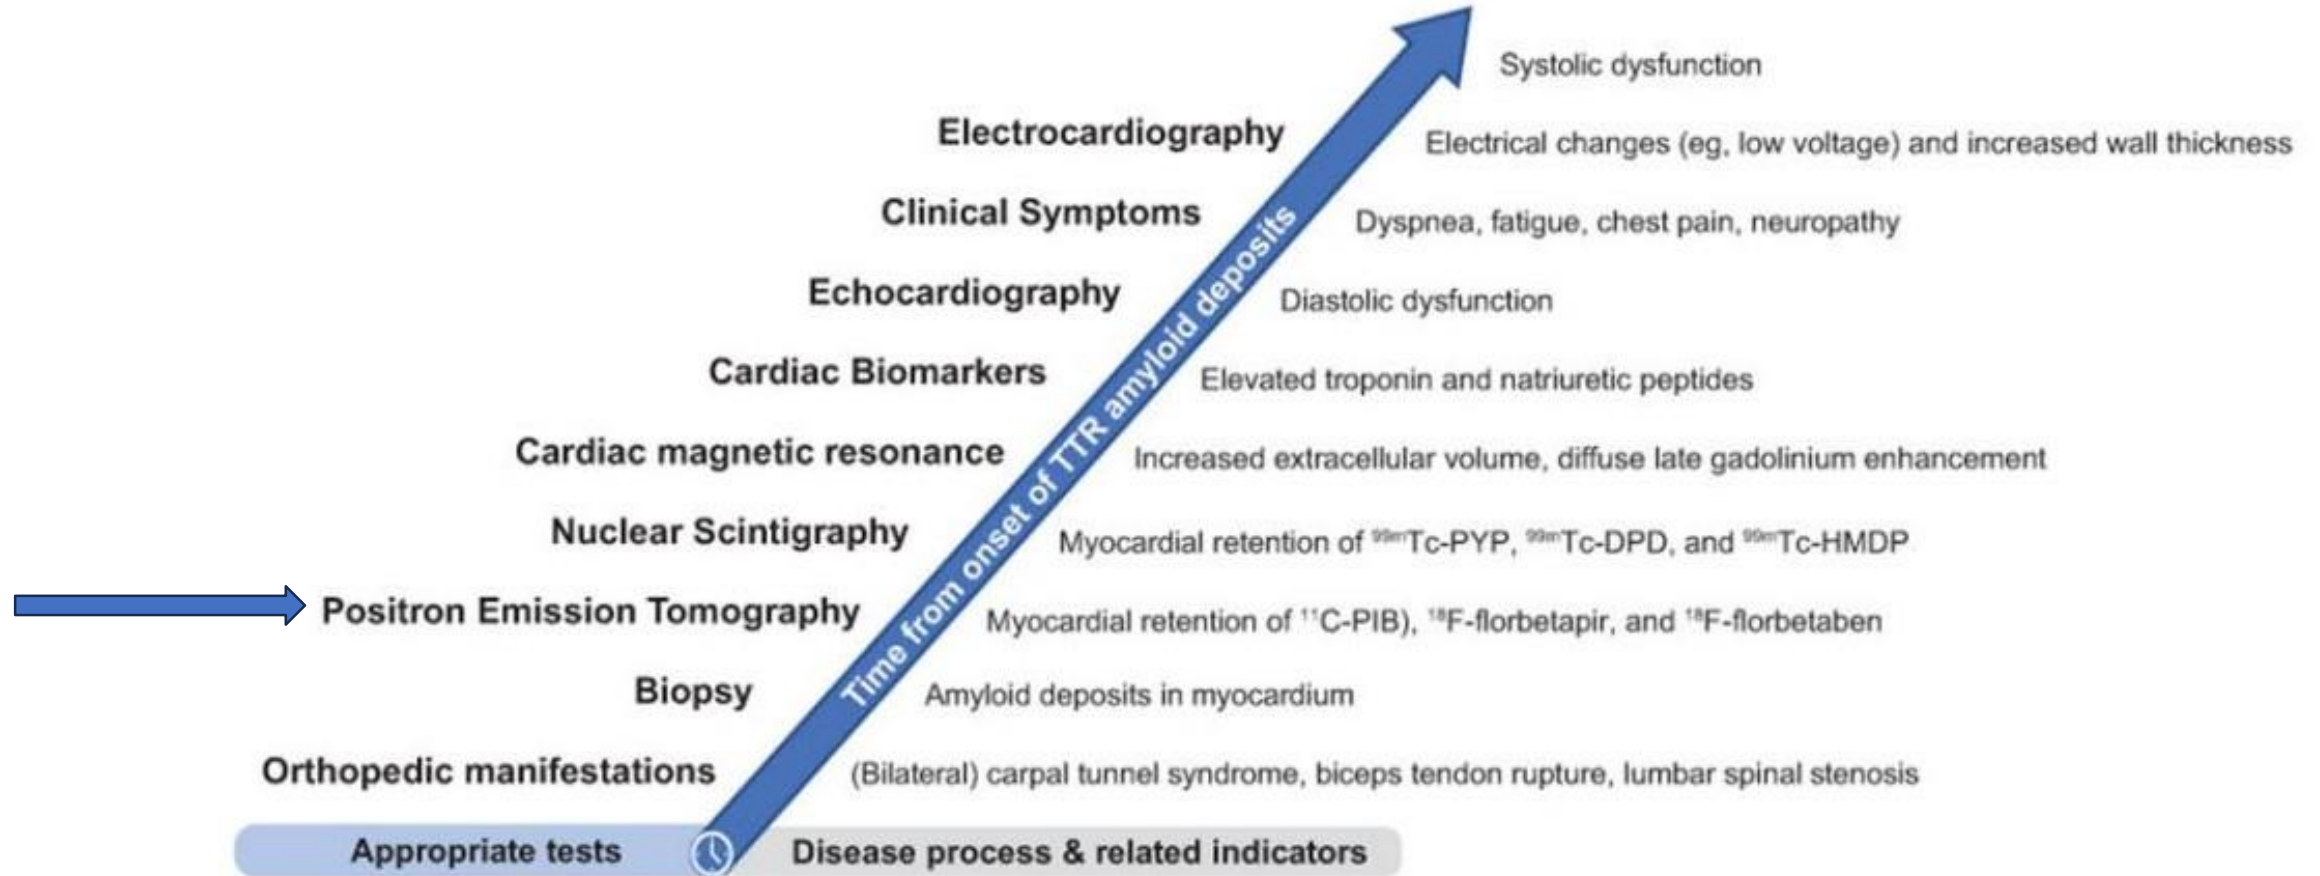 Systolic dysfunction
Electrocardiography
Electrical changes (eg, low voltage) and increased wall thickness
Clinical Symptoms
Dyspnea, fatigue, chest pain, neuropathy
Echocardiography
Diastolic dysfunction
Cardiac Biomarkers
Elevated troponin and natriuretic peptides
Cardiac magnetic resonance
Increased extracellular volume, diffuse late gadolinium enhancement
Nuclear Scintigraphy
Myocardial retention of ⁹⁹ᵐTc-PYP, ⁹⁹ᵐTc-DPD, and ⁹⁹ᵐTc-HMDP
Positron Emission Tomography
Myocardial retention of ¹¹C-PIB), ¹⁸F-florbetapir, and ¹⁸F-florbetaben
Biopsy
Amyloid deposits in myocardium
Orthopedic manifestations
(Bilateral) carpal tunnel syndrome, biceps tendon rupture, lumbar spinal stenosis
Time from onset of TTR amyloid deposits
Appropriate tests
Disease process & related indicators